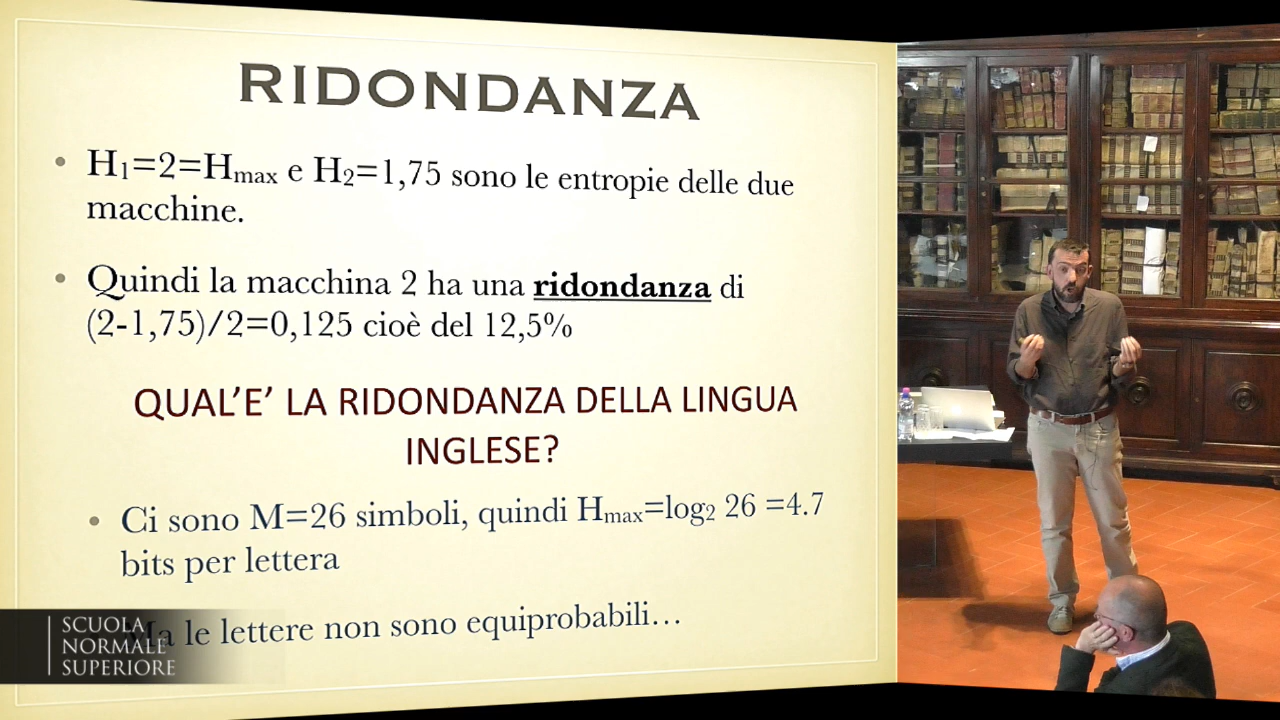 RIDONDANZA
• H₁=2=Hmax e H₂=1,75 sono le entropie delle due
macchine.
• Quindi la macchina 2 ha una ridondanza di
(2-1,75)/2=0,125 cioè del 12,5%
QUAL'E' LA RIDONDANZA DELLA LINGUA
INGLESE?
• Ci sono M=26 simboli, quindi Hmax=log₂ 26 =4.7
bits per lettera
Ma le lettere non sono equiprobabili…
SCUOLA
NORMALE
SUPERIORE